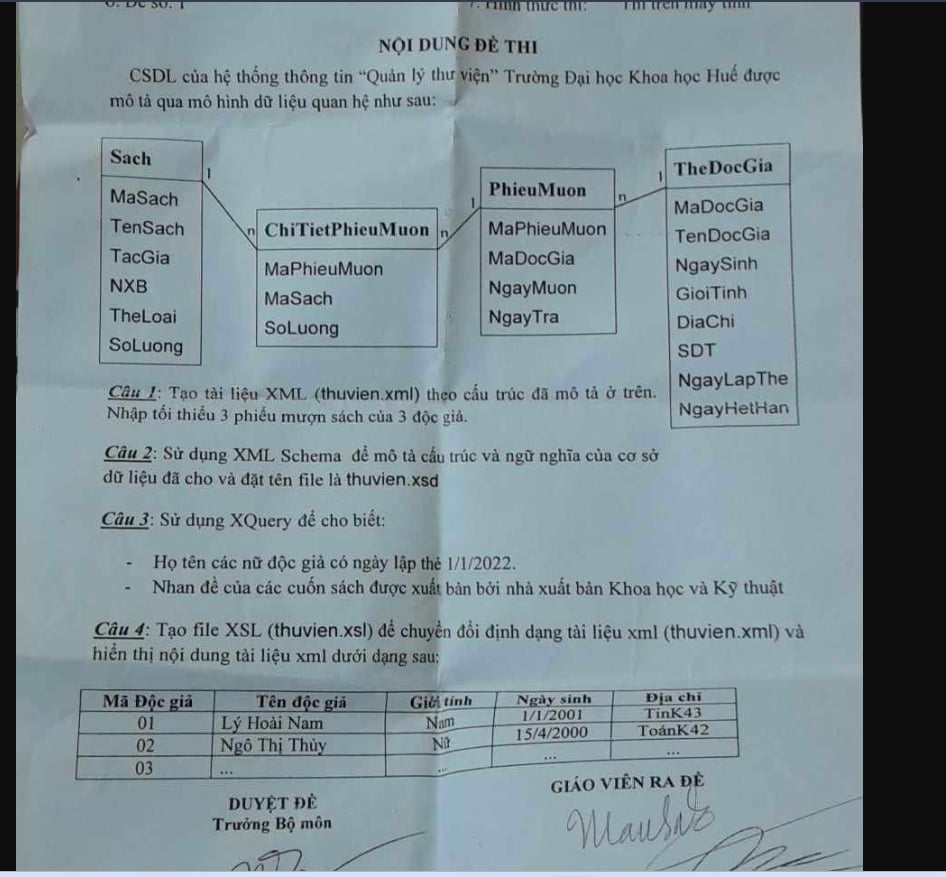 7. Hình thức thi: Thi trên máy tính
NỘI DUNG ĐỀ THI
CSDL của hệ thống thông tin “Quản lý thư viện” Trường Đại học Khoa học Huế được
mô tả qua mô hình dữ liệu quan hệ như sau:
Sach
MaSach
TenSach
TacGia
NXB
TheLoai
SoLuong
1
n
ChiTietPhieuMuon
MaPhieuMuon
MaSach
SoLuong
n
1
PhieuMuon
MaPhieuMuon
MaDocGia
NgayMuon
NgayTra
n
1
TheDocGia
MaDocGia
TenDocGia
NgaySinh
GioiTinh
DiaChi
SDT
NgayLapThe
NgayHetHan
Câu 1: Tạo tài liệu XML (thuvien.xml) theo cấu trúc đã mô tả ở trên.
Nhập tối thiểu 3 phiếu mượn sách của 3 độc giả.
Câu 2: Sử dụng XML Schema để mô tả cấu trúc và ngữ nghĩa của cơ sở
dữ liệu đã cho và đặt tên file là thuvien.xsd
Câu 3: Sử dụng XQuery để cho biết:
- Họ tên các nữ độc giả có ngày lập thẻ 1/1/2022.
- Nhan đề của các cuốn sách được xuất bản bởi nhà xuất bản Khoa học và Kỹ thuật
Câu 4: Tạo file XSL (thuvien.xsl) để chuyển đổi định dạng tài liệu xml (thuvien.xml) và
hiển thị nội dung tài liệu xml dưới dạng sau:
Mã Độc giả Tên độc giả Giới tính Ngày sinh Địa chỉ
01 Lý Hoài Nam Nam 1/1/2001 TinK43
02 Ngô Thị Thủy Nữ 15/4/2000 ToánK42
03 ... ... ... ...
DUYỆT ĐỀ
Trưởng Bộ môn
GIÁO VIÊN RA ĐỀ